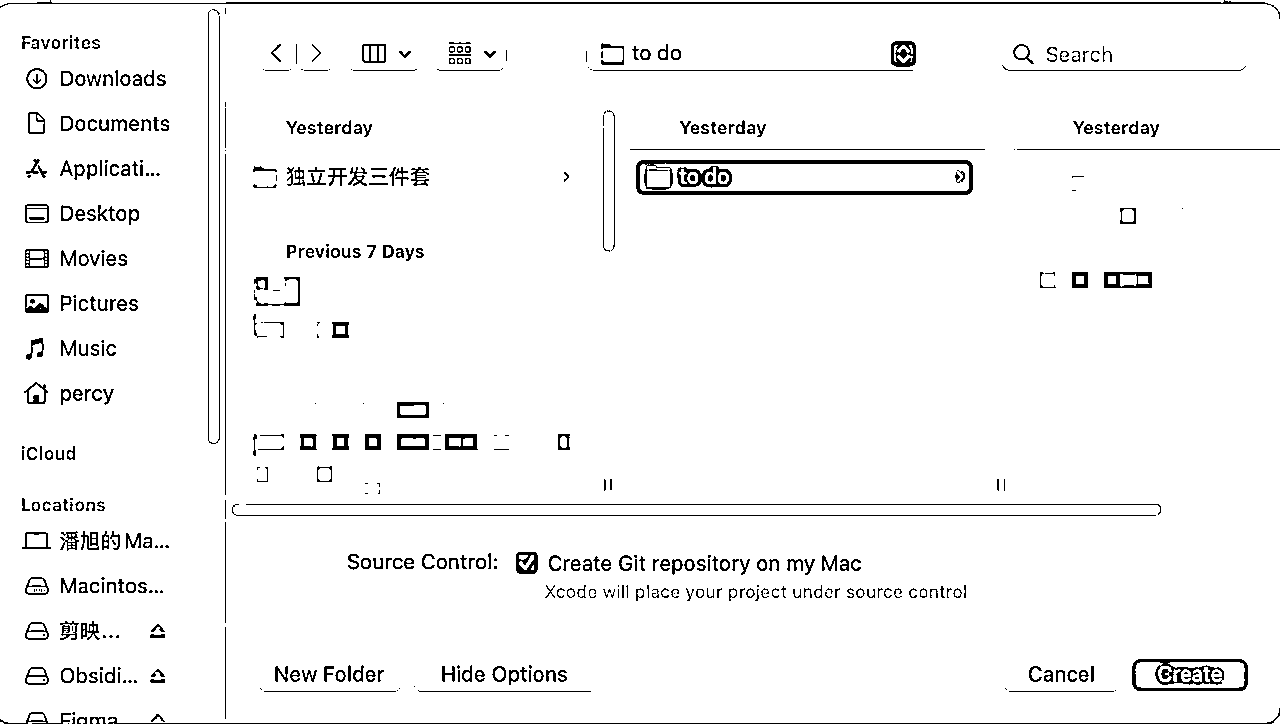 Favorites
Downloads
Documents
Applicati...
Desktop
Movies
Pictures
Music
percy
iCloud
Locations
潘旭的 Ma...
Macintos...
剪映...
Obsidi...
Figma
to do
Search
Yesterday
独立开发三件套
Previous 7 Days
Yesterday
to do
Yesterday
Source Control:
Create Git repository on my Mac
Xcode will place your project under source control
New Folder
Hide Options
Cancel
Create